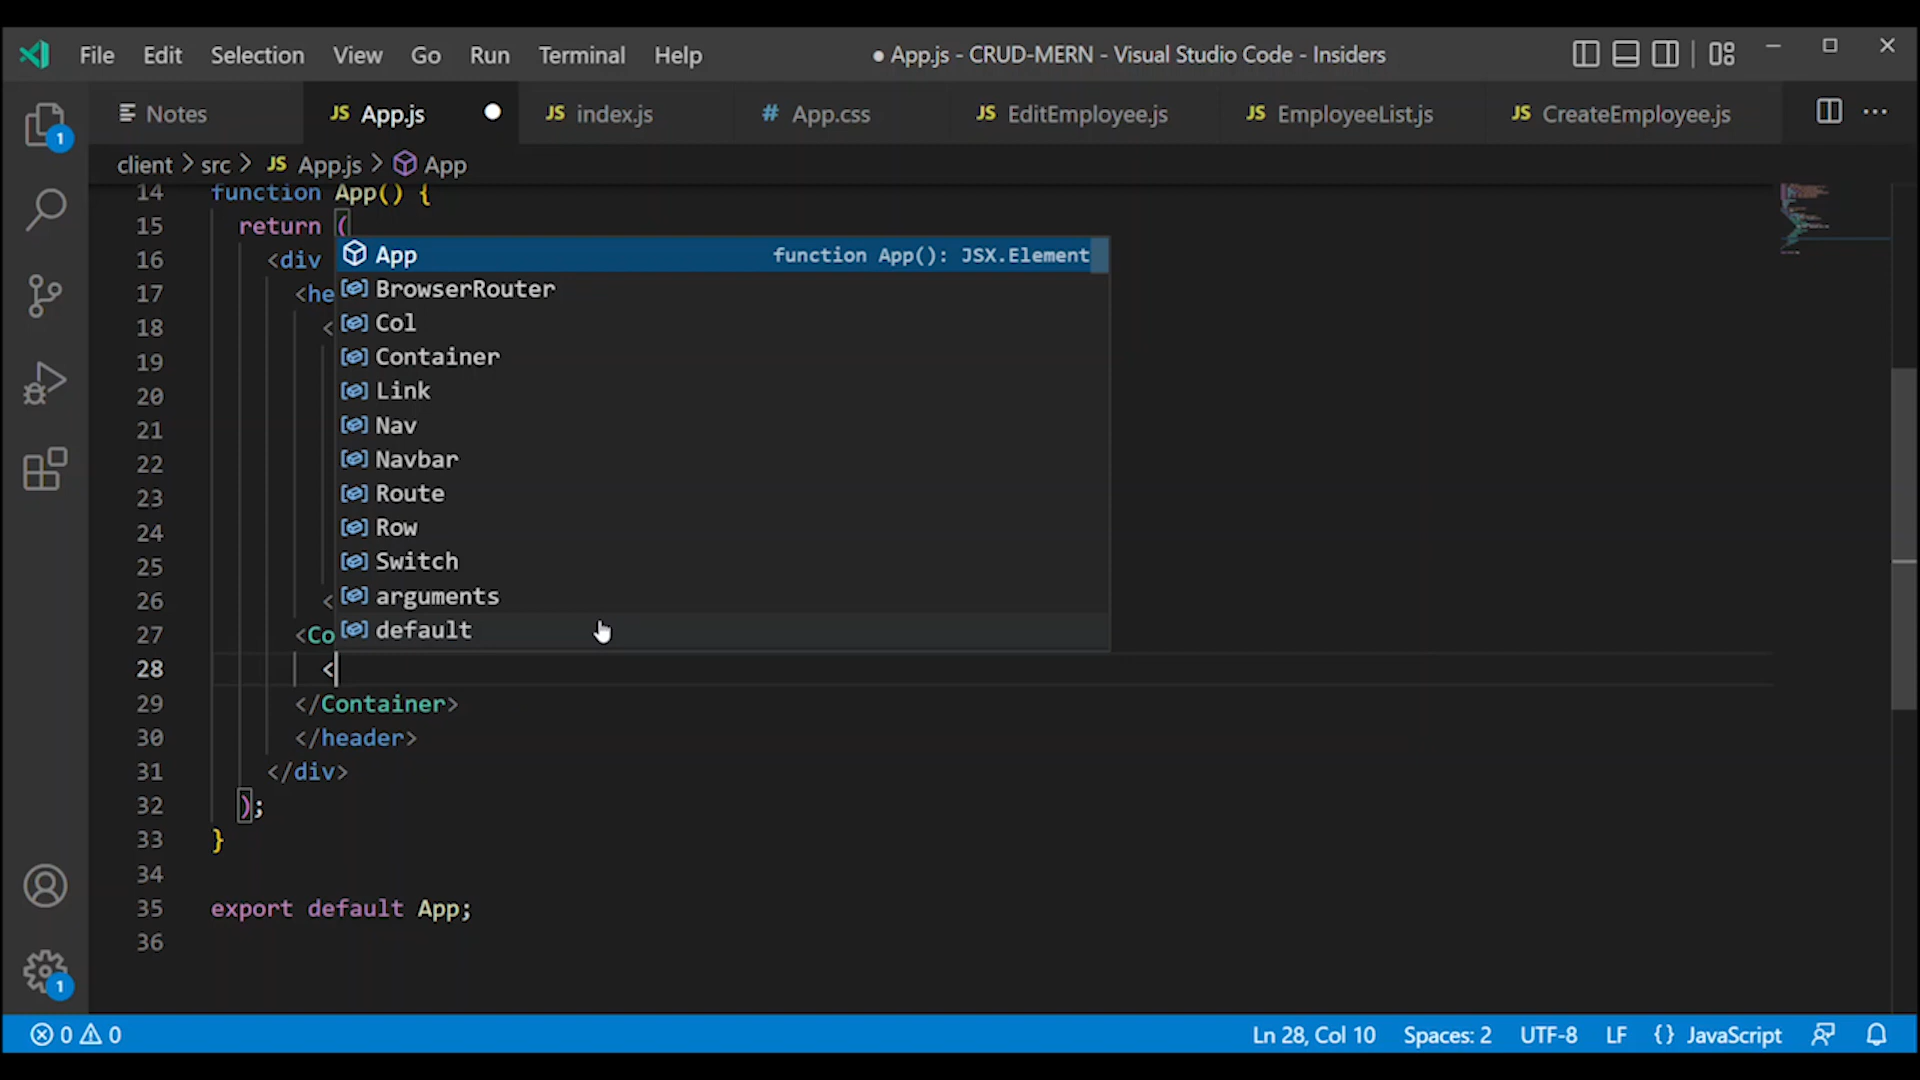 File Edit Selection View Go Run Terminal Help ● App.js - CRUD-MERN - Visual Studio Code - Insiders
Notes JS App.js JS index.js # App.css JS EditEmployee.js JS EmployeeList.js JS CreateEmployee.js ...
1
client > src > JS App.js > App
14 function App() {
15 return (
16 <div
App function App(): JSX.Element
17 <he
BrowserRouter
18 <
Col
19
Container
20
Link
21
Nav
22
Navbar
23
Route
24
Row
25
Switch
26 <
arguments
27 <Co
default
28 <
29 </Container>
30 </header>
31 </div>
32 );
33 }
34
35 export default App;
36
1
0 0 Ln 28, Col 10 Spaces: 2 UTF-8 LF {} JavaScript